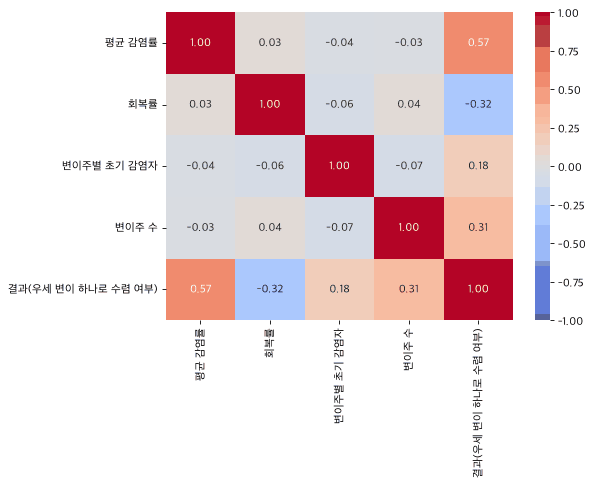 평균 감염률 1.00 0.03 -0.04 -0.03 0.57
회복률 0.03 1.00 -0.06 0.04 -0.32
변이주별 초기 감염자 -0.04 -0.06 1.00 -0.07 0.18
변이주 수 -0.03 0.04 -0.07 1.00 0.31
결과(우세 변이 하나로 수렴 여부) 0.57 -0.32 0.18 0.31 1.00
평균 감염률
회복률
변이주별 초기 감염자
변이주 수
결과(우세 변이 하나로 수렴 여부)
1.00
0.75
0.50
0.25
0.00
-0.25
-0.50
-0.75
-1.00